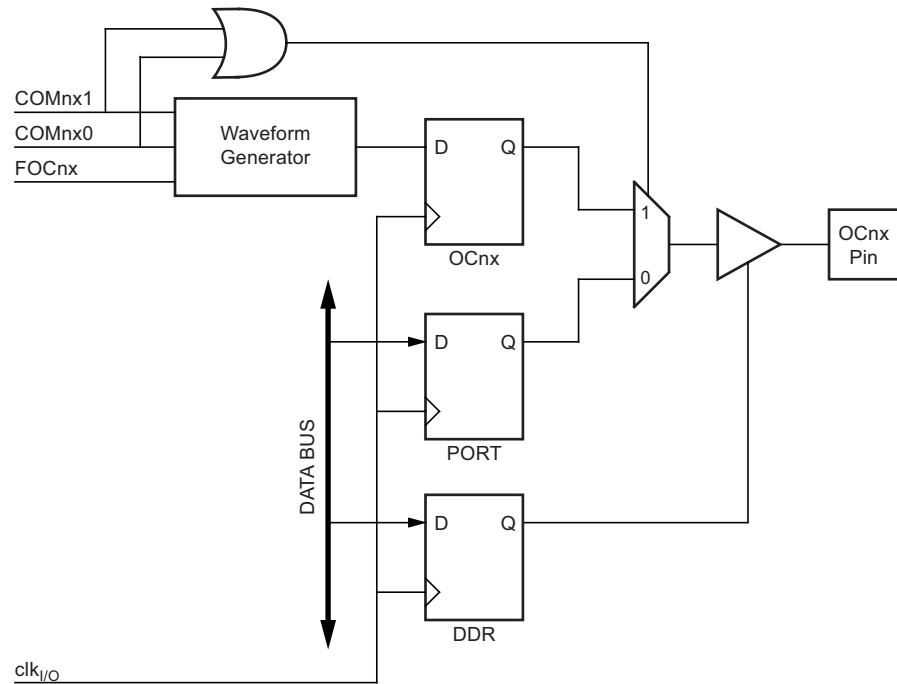 COMnx1
COMnx0
FOCnx
Waveform
Generator
D Q
OCnx
1
0
OCnx
Pin
D Q
PORT
DATA BUS
D Q
DDR
clkI/O